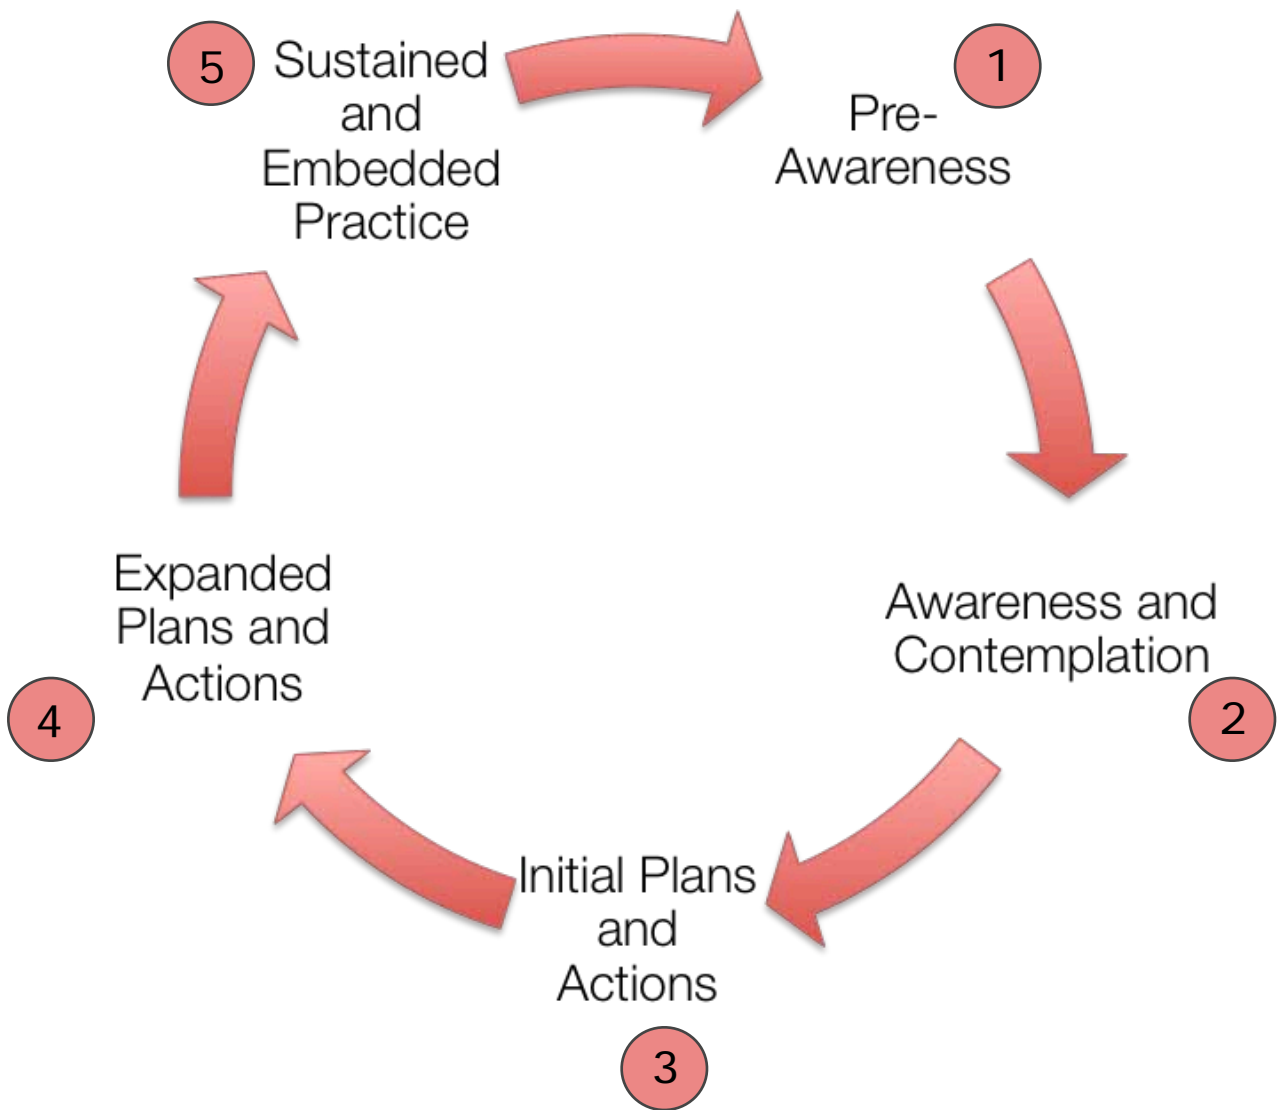 1
Pre-
Awareness
Awareness and
Contemplation
2
Initial Plans
and
Actions
3
Expanded
Plans and
Actions
4
5
Sustained
and
Embedded
Practice